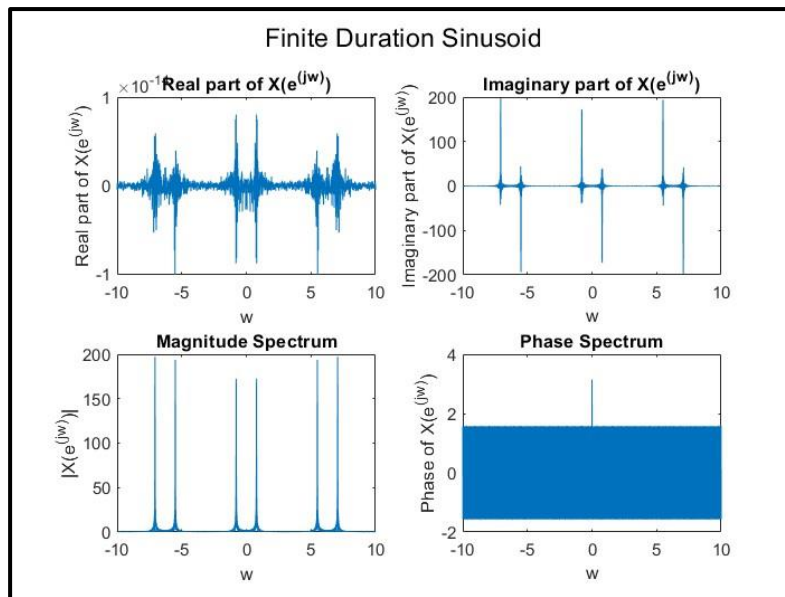 Finite Duration Sinusoid
×10^-14
Real part of X(e^(jw))
Real part of X(e^(jw))
1
0
-1
-10 -5 0 5 10
w
Imaginary part of X(e^(jw))
Imaginary part of X(e^(jw))
200
100
0
-100
-200
-10 -5 0 5 10
w
Magnitude Spectrum
|X(e^(jw))|
200
150
100
50
0
-10 -5 0 5 10
w
Phase Spectrum
Phase of X(e^(jw))
4
2
0
-2
-10 -5 0 5 10
w